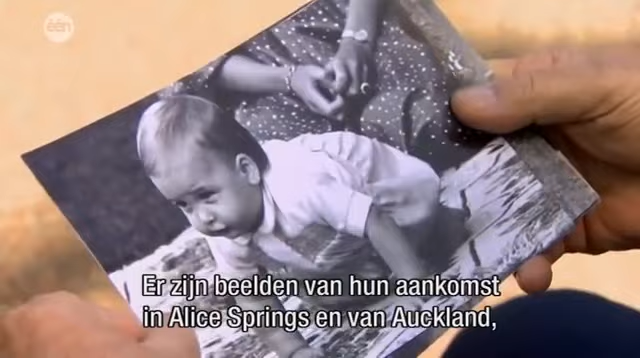 één
Er zijn beelden van hun aankomst
in Alice Springs en van Auckland,